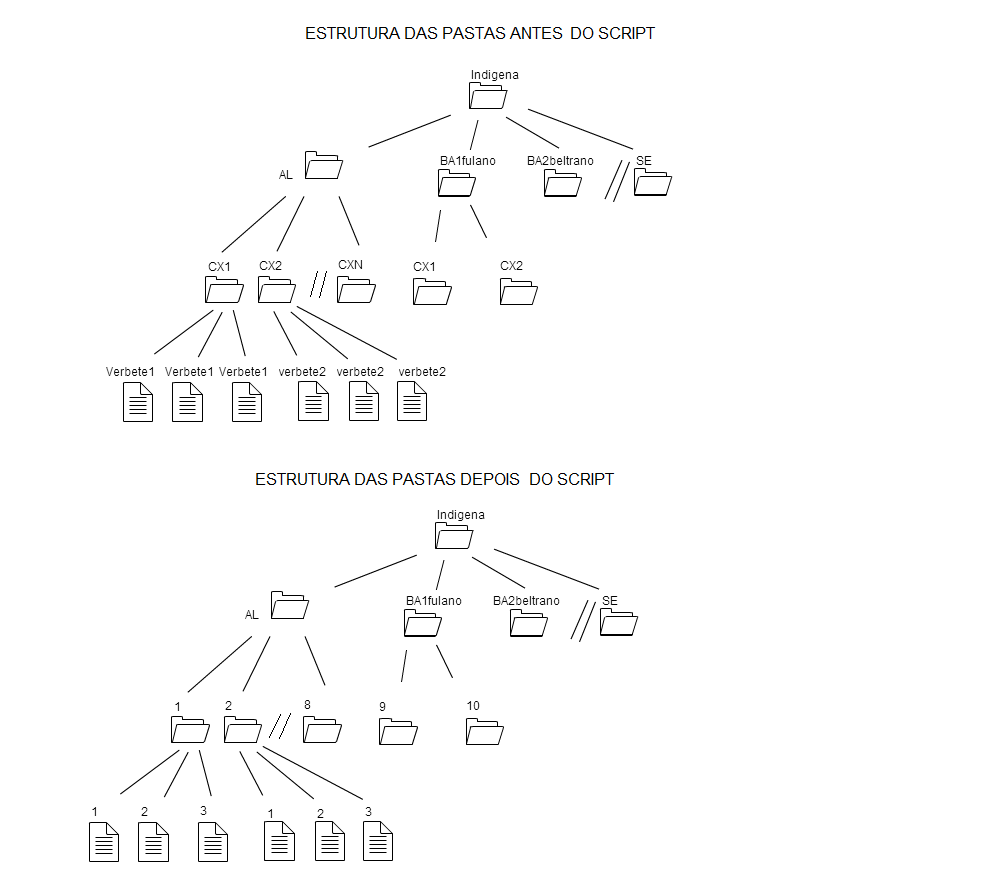 ESTRUTURA DAS PASTAS ANTES DO SCRIPT
Indigena
AL
BA1fulano
BA2beltrano
SE
CX1
CX2
CXN
CX1
CX2
Verbete1
Verbete1
Verbete1
verbete2
verbete2
verbete2
ESTRUTURA DAS PASTAS DEPOIS DO SCRIPT
Indigena
AL
BA1fulano
BA2beltrano
SE
1
2
8
9
10
1
2
3
1
2
3